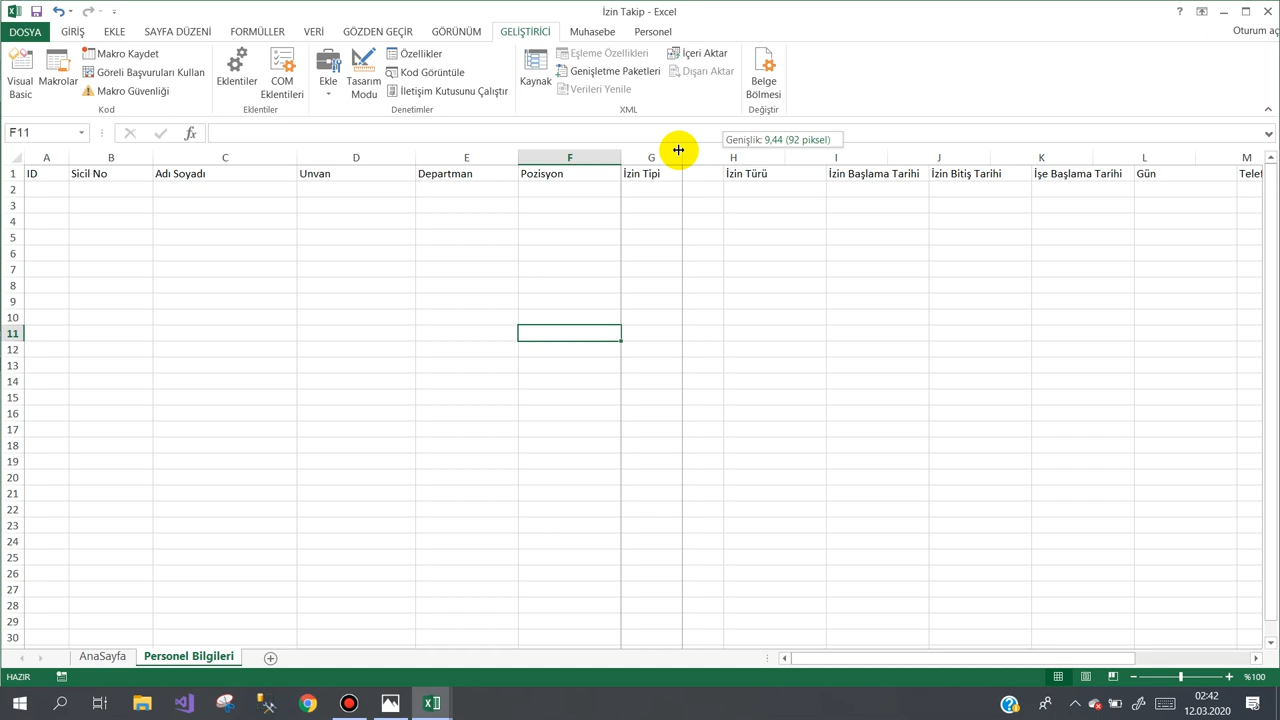 İzin Takip - Excel
DOSYA GİRİŞ EKLE SAYFA DÜZENİ FORMÜLLER VERİ GÖZDEN GEÇİR GÖRÜNÜM GELİŞTİRİCİ Muhasebe Personel Oturum aç
Visual Basic
Makrolar
Makro Kaydet
Göreli Başvuruları Kullan
Makro Güvenliği
Kod
Eklentiler
COM Eklentileri
Eklentiler
Ekle
Tasarım Modu
Özellikler
Kod Görüntüle
İletişim Kutusunu Çalıştır
Denetimler
Kaynak
Eşleme Özellikleri
Genişletme Paketleri
Verileri Yenile
İçeri Aktar
Dışarı Aktar
XML
Belge Bölmesi
Değiştir
F11
fx
Genişlik: 9,44 (92 piksel)
A B C D E F G H I J K L M
1 ID Sicil No Adı Soyadı Unvan Departman Pozisyon İzin Tipi İzin Türü İzin Başlama Tarihi İzin Bitiş Tarihi İşe Başlama Tarihi Gün Telef
2
3
4
5
6
7
8
9
10
11
12
13
14
15
16
17
18
19
20
21
22
23
24
25
26
27
28
29
30
AnaSayfa Personel Bilgileri
HAZIR %100
02:42
12.03.2020